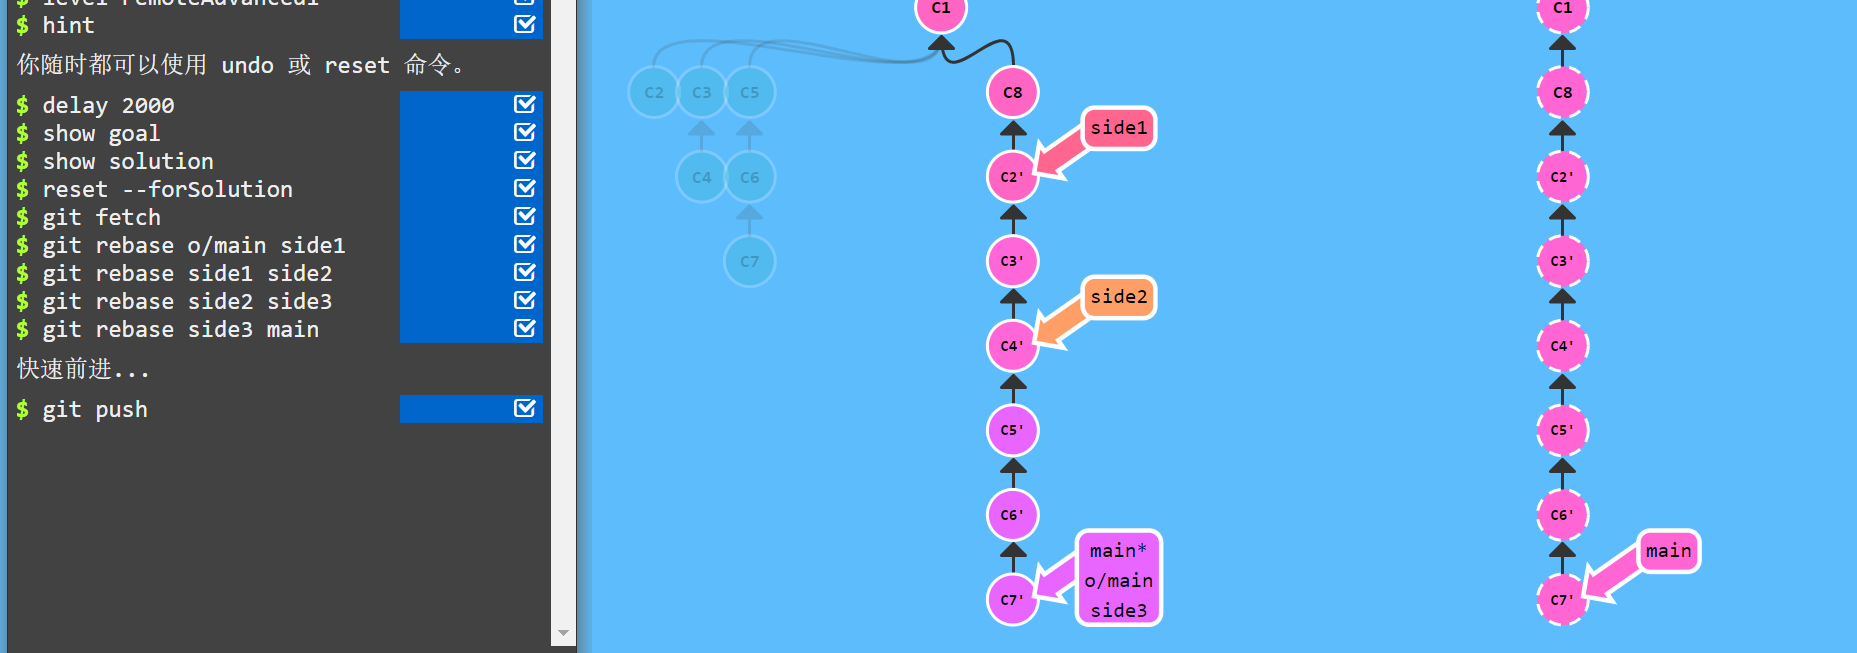 $ level remoteAdvanced1
$ hint
你随时都可以使用 undo 或 reset 命令。
$ delay 2000
$ show goal
$ show solution
$ reset --forSolution
$ git fetch
$ git rebase o/main side1
$ git rebase side1 side2
$ git rebase side2 side3
$ git rebase side3 main
快速前进...
$ git push
C1
C2 C3 C5
C8
side1
C4 C6
C2'
C7
C3'
side2
C4'
C5'
C6'
main*
o/main
side3
C7'
C1
C8
C2'
C3'
C4'
C5'
C6'
main
C7'